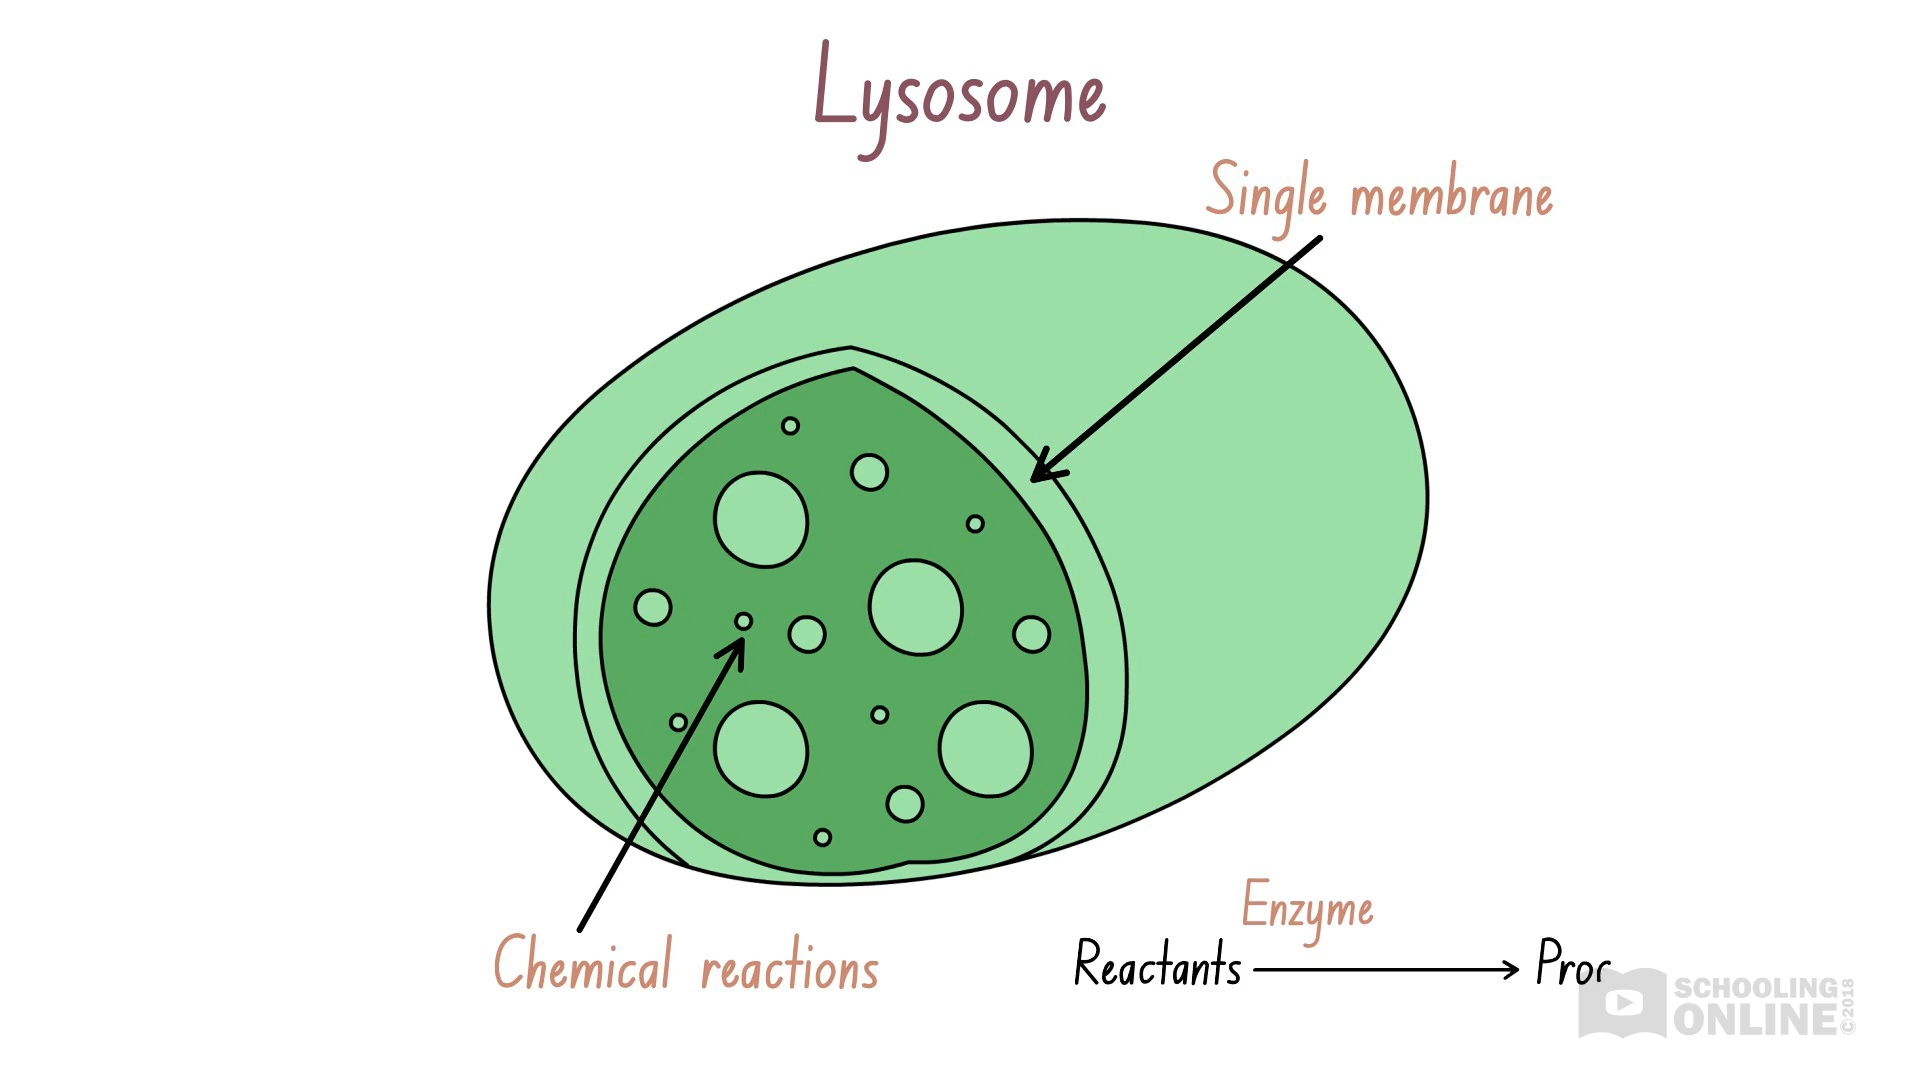 Lysosome
Single membrane
Chemical reactions
Enzyme
Reactants
SCHOOLING
ONLINE
©2018